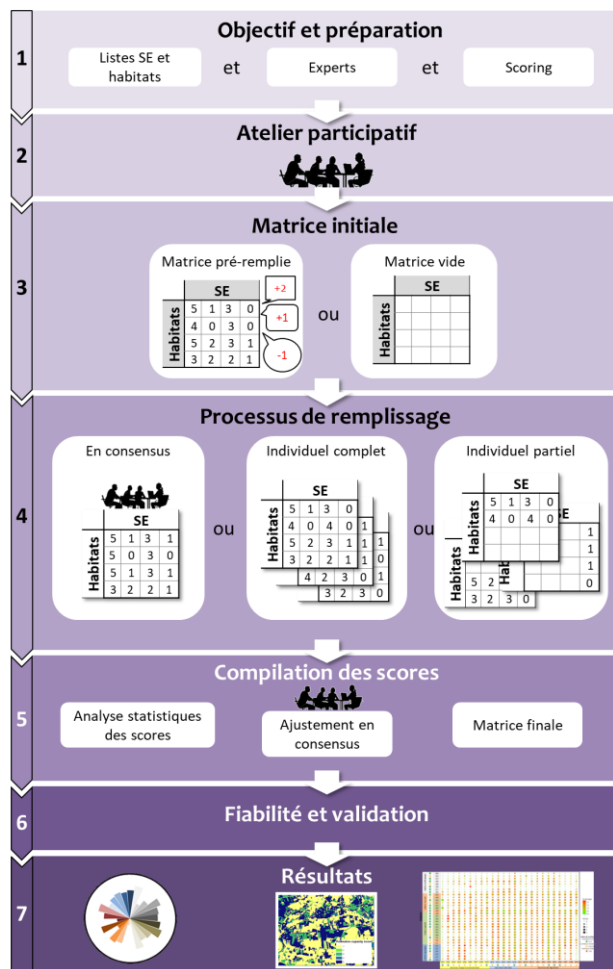 1
Objectif et préparation
Listes SE et
habitats
et
Experts
et
Scoring
2
Atelier participatif
3
Matrice initiale
Matrice pré-remplie
SE
Habitats
5 1 3 0
4 0 3 0
5 2 3 1
3 2 2 1
+2
+1
-1
ou
Matrice vide
SE
Habitats
4
Processus de remplissage
En consensus
SE
Habitats
5 1 3 1
5 0 3 0
5 1 3 1
3 2 2 1
ou
Individuel complet
SE
Habitats
5 1 3 0
4 0 4 0 1
5 2 3 1 1 1
3 2 2 1 0
4 2 3 0 1
3 2 3 0
ou
Individuel partiel
SE
Habitats
5 1 3 0
4 0 4 0
1
1
1
0
Habitats
5 2
3 2 3 0
5
Compilation des scores
Analyse statistiques
des scores
Ajustement en
consensus
Matrice finale
6
Fiabilité et validation
7
Résultats